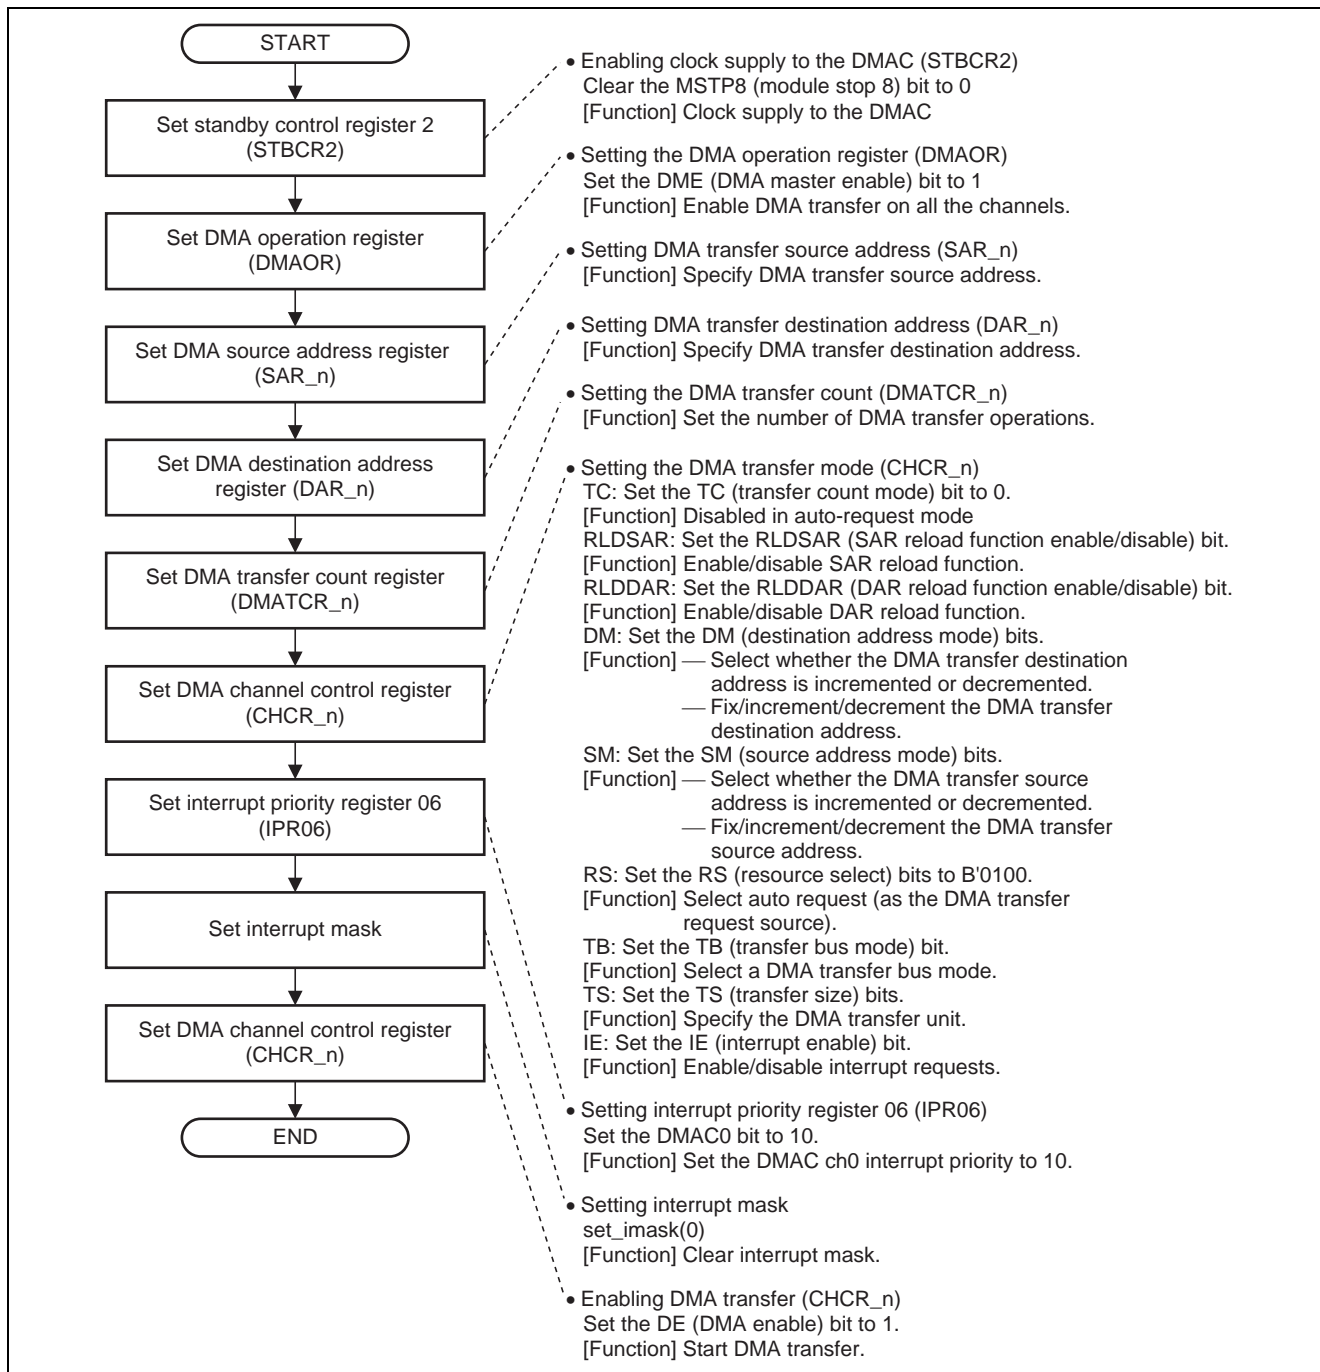 START
Set standby control register 2
(STBCR2)
Set DMA operation register
(DMAOR)
Set DMA source address register
(SAR_n)
Set DMA destination address
register (DAR_n)
Set DMA transfer count register
(DMATCR_n)
Set DMA channel control register
(CHCR_n)
Set interrupt priority register 06
(IPR06)
Set interrupt mask
Set DMA channel control register
(CHCR_n)
END
• Enabling clock supply to the DMAC (STBCR2)
Clear the MSTP8 (module stop 8) bit to 0
[Function] Clock supply to the DMAC
• Setting the DMA operation register (DMAOR)
Set the DME (DMA master enable) bit to 1
[Function] Enable DMA transfer on all the channels.
• Setting DMA transfer source address (SAR_n)
[Function] Specify DMA transfer source address.
• Setting DMA transfer destination address (DAR_n)
[Function] Specify DMA transfer destination address.
• Setting the DMA transfer count (DMATCR_n)
[Function] Set the number of DMA transfer operations.
• Setting the DMA transfer mode (CHCR_n)
TC: Set the TC (transfer count mode) bit to 0.
[Function] Disabled in auto-request mode
RLDSAR: Set the RLDSAR (SAR reload function enable/disable) bit.
[Function] Enable/disable SAR reload function.
RLDDAR: Set the RLDDAR (DAR reload function enable/disable) bit.
[Function] Enable/disable DAR reload function.
DM: Set the DM (destination address mode) bits.
[Function] — Select whether the DMA transfer destination
address is incremented or decremented.
— Fix/increment/decrement the DMA transfer
destination address.
SM: Set the SM (source address mode) bits.
[Function] — Select whether the DMA transfer source
address is incremented or decremented.
— Fix/increment/decrement the DMA transfer
source address.
RS: Set the RS (resource select) bits to B'0100.
[Function] Select auto request (as the DMA transfer
request source).
TB: Set the TB (transfer bus mode) bit.
[Function] Select a DMA transfer bus mode.
TS: Set the TS (transfer size) bits.
[Function] Specify the DMA transfer unit.
IE: Set the IE (interrupt enable) bit.
[Function] Enable/disable interrupt requests.
• Setting interrupt priority register 06 (IPR06)
Set the DMAC0 bit to 10.
[Function] Set the DMAC ch0 interrupt priority to 10.
• Setting interrupt mask
set_imask(0)
[Function] Clear interrupt mask.
• Enabling DMA transfer (CHCR_n)
Set the DE (DMA enable) bit to 1.
[Function] Start DMA transfer.